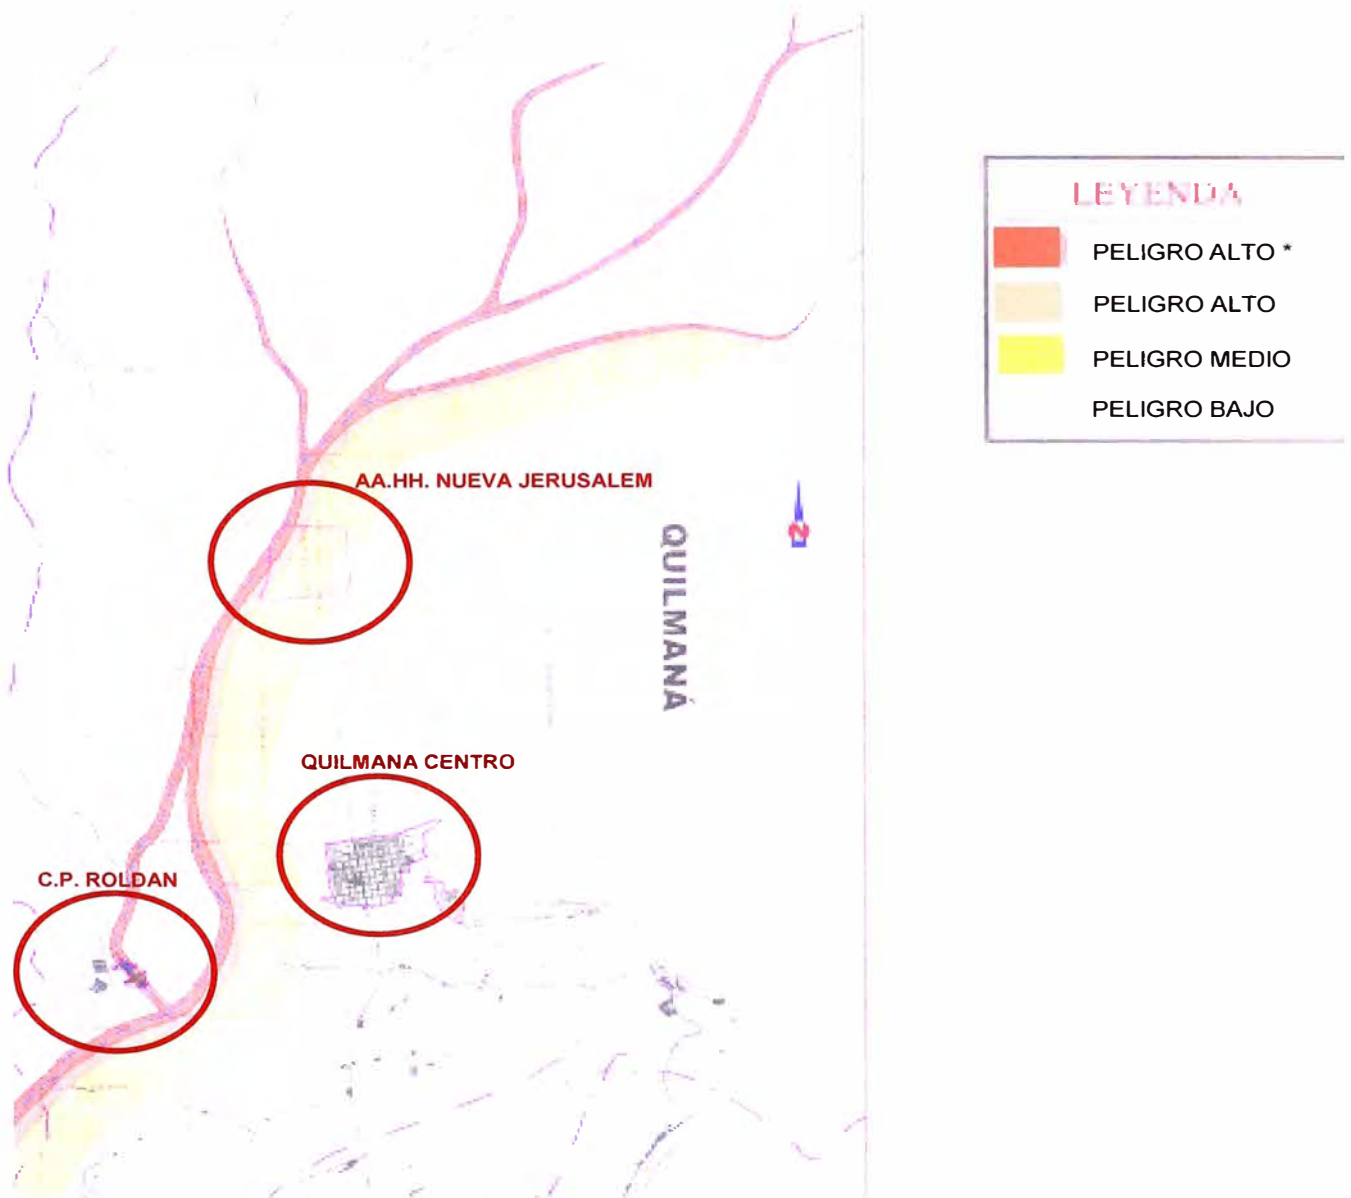 LEYENDA
PELIGRO ALTO *
PELIGRO ALTO
PELIGRO MEDIO
PELIGRO BAJO
AA.HH. NUEVA JERUSALEM
N
QUILMANÁ
QUILMANA CENTRO
C.P. ROLDAN